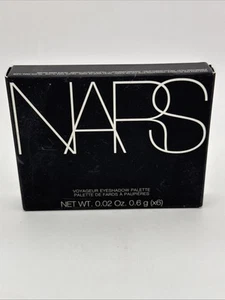 NARS
VOYAGEUR EYESHADOW PALETTE
PALETTE DE FARDS À PAUPIÈRES
NET WT. 0.02 Oz. 0.6 g (x6)